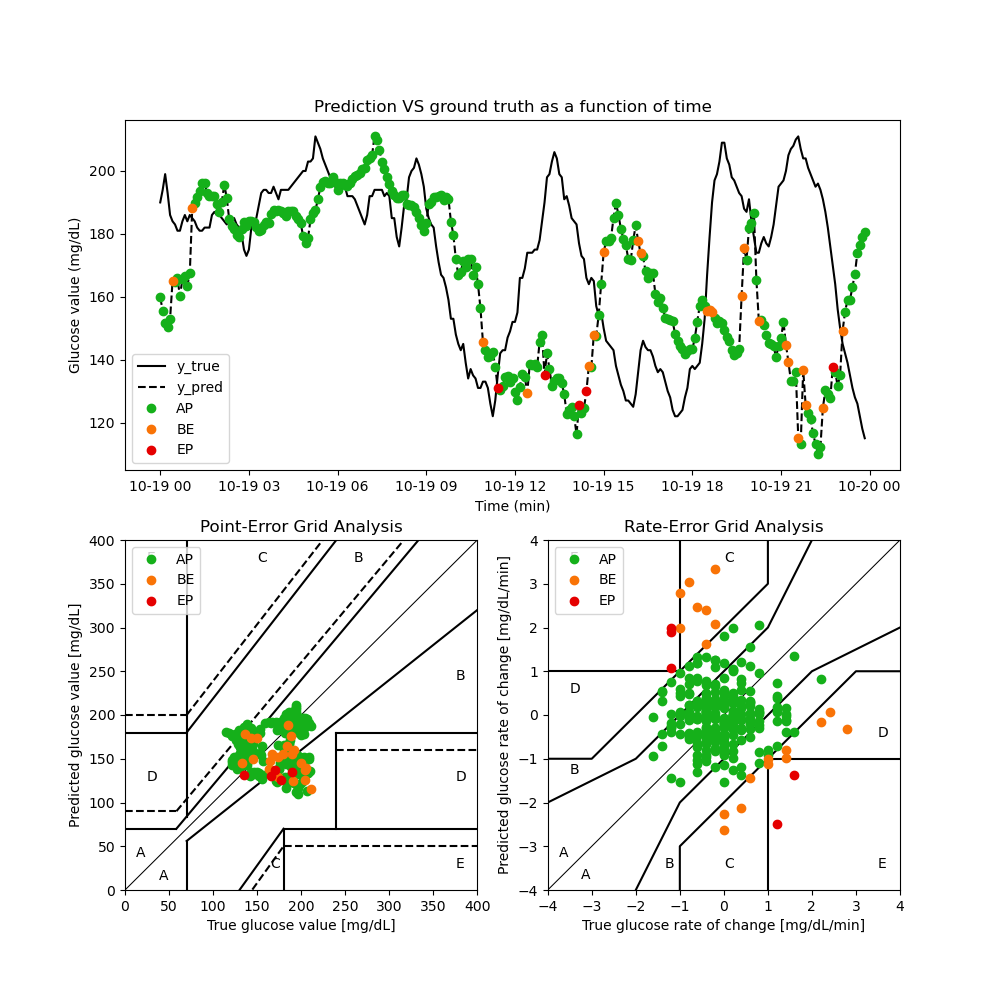 Prediction VS ground truth as a function of time
Glucose value (mg/dL)
200
180
160
140
120
y_true
y_pred
AP
BE
EP
10-19 00 10-19 03 10-19 06 10-19 09 10-19 12 10-19 15 10-19 18 10-19 21 10-20 00
Time (min)
Point-Error Grid Analysis
Predicted glucose value [mg/dL]
400
350
300
250
200
150
100
50
0
AP
BE
EP
C B
B
D D
A
A C E
0 50 100 150 200 250 300 350 400
True glucose value [mg/dL]
Rate-Error Grid Analysis
Predicted glucose rate of change [mg/dL/min]
4
3
2
1
0
−1
−2
−3
−4
AP
BE
EP
C
D
D
B
A
A B C E
−4 −3 −2 −1 0 1 2 3 4
True glucose rate of change [mg/dL/min]